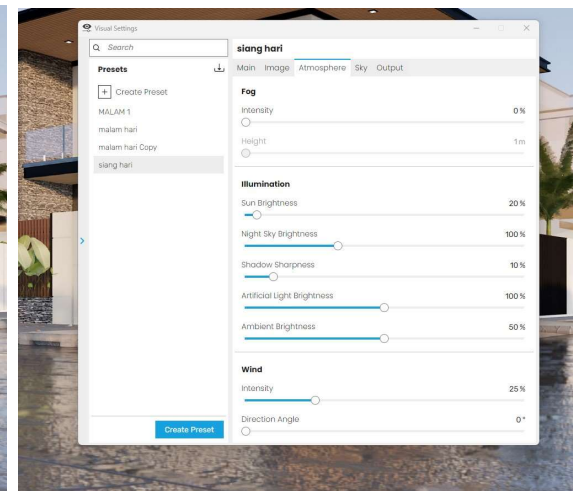 Visual Settings
Search
Presets
Create Preset
MALAM 1
malam hari
malam hari Copy
siang hari
Create Preset
siang hari
Main Image Atmosphere Sky Output
Fog
Intensity 0%
Height 1 m
Illumination
Sun Brightness 20%
Night Sky Brightness 100%
Shadow Sharpness 10%
Artificial Light Brightness 100%
Ambient Brightness 50%
Wind
Intensity 25%
Direction Angle 0°